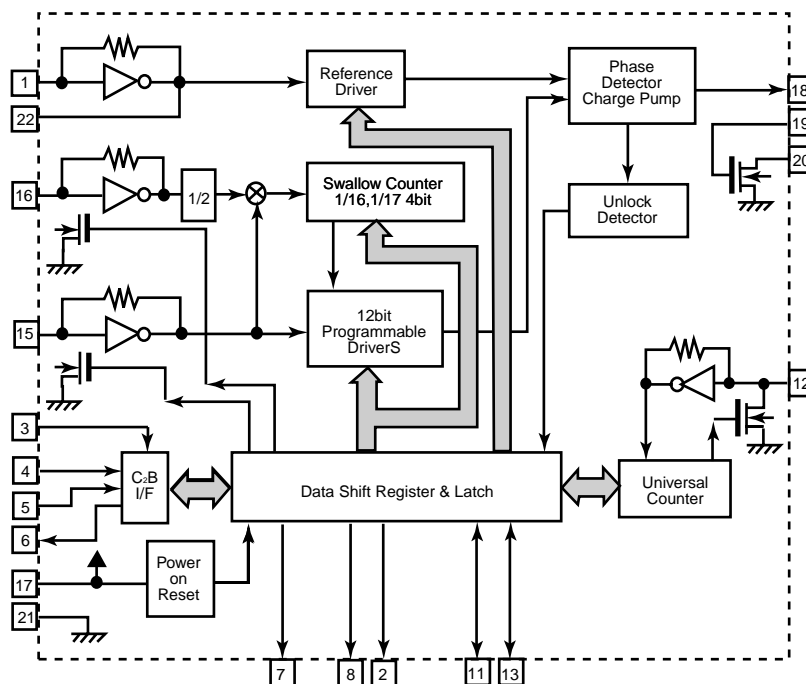 1
Reference
Driver
Phase
Detector
Charge Pump
18
22
19
20
16
1/2
Swallow Counter
1/16,1/17 4bit
Unlock
Detector
15
12bit
Programmable
DriverS
12
3
4
C2B
I/F
5
6
Data Shift Register & Latch
Universal
Counter
17
Power
on
Reset
21
7
8
2
11
13